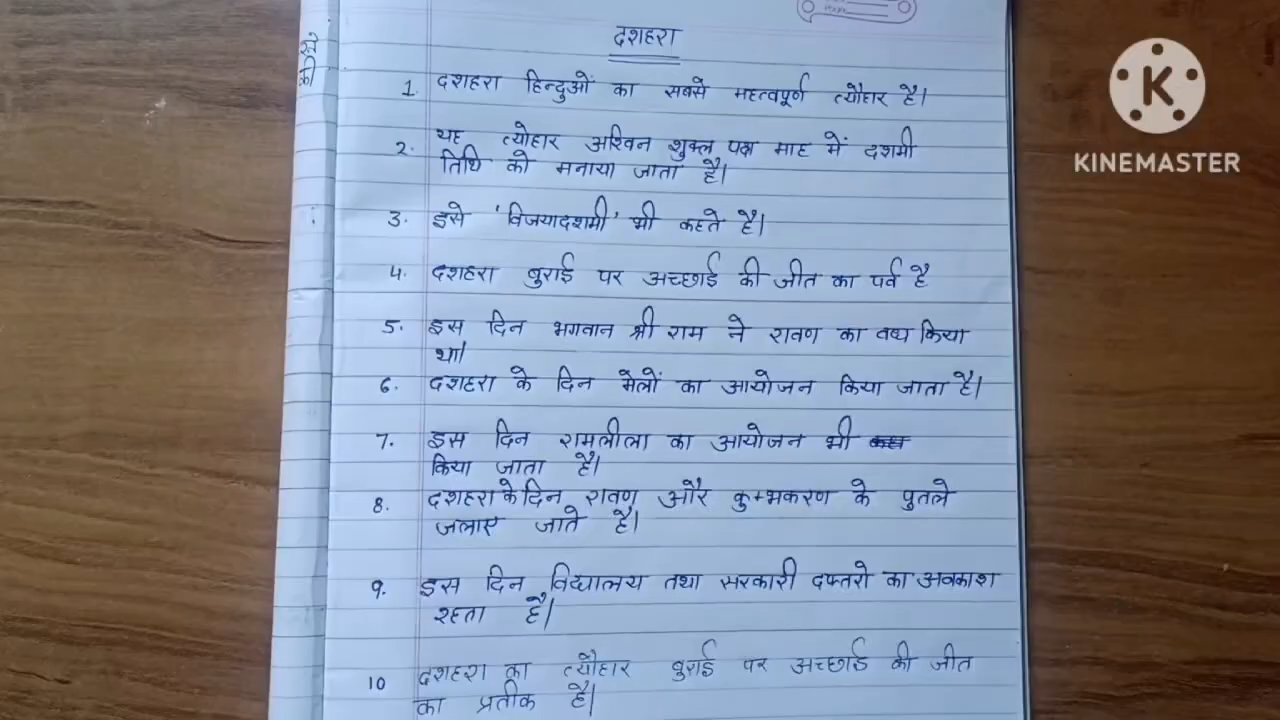 दशहरा
1. दशहरा हिन्दुओं का सबसे महत्वपूर्ण त्यौहार है।
2. यह त्योहार अश्विन शुक्ल पक्ष माह में दशमी
तिथि को मनाया जाता है।
3. इसे 'विजयादशमी' भी कहते है।
4. दशहरा बुराई पर अच्छाई की जीत का पर्व है
5. इस दिन भगवान श्री राम ने रावण का वध किया
था।
6. दशहरा के दिन मेलों का आयोजन किया जाता है।
7. इस दिन रामलीला का आयोजन भी
किया जाता है।
8. दशहरा के दिन रावण और कुम्भकरण के पुतले
जलाए जाते है।
9. इस दिन विद्यालय तथा सरकारी दफ्तरो का अवकाश
रहता है।
10 दशहरा का त्यौहार बुराई पर अच्छाई की जीत
का प्रतीक है।
KINEMASTER